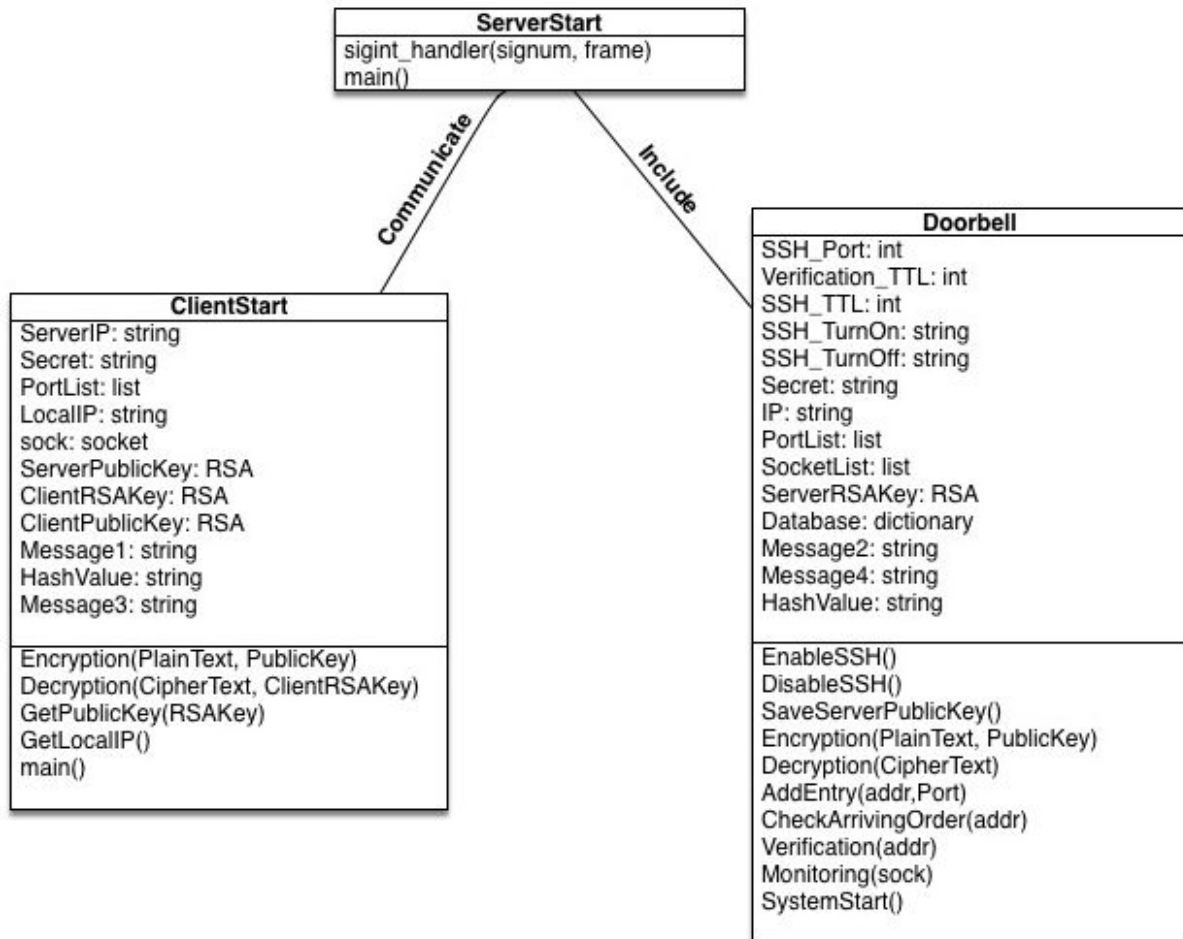 ServerStart
sigint_handler(signum, frame)
main()
Communicate
Include
ClientStart
ServerIP: string
Secret: string
PortList: list
LocalIP: string
sock: socket
ServerPublicKey: RSA
ClientRSAKey: RSA
ClientPublicKey: RSA
Message1: string
HashValue: string
Message3: string
Encryption(PlainText, PublicKey)
Decryption(CipherText, ClientRSAKey)
GetPublicKey(RSAKey)
GetLocalIP()
main()
Doorbell
SSH_Port: int
Verification_TTL: int
SSH_TTL: int
SSH_TurnOn: string
SSH_TurnOff: string
Secret: string
IP: string
PortList: list
SocketList: list
ServerRSAKey: RSA
Database: dictionary
Message2: string
Message4: string
HashValue: string
EnableSSH()
DisableSSH()
SaveServerPublicKey()
Encryption(PlainText, PublicKey)
Decryption(CipherText)
AddEntry(addr,Port)
CheckArrivingOrder(addr)
Verification(addr)
Monitoring(sock)
SystemStart()